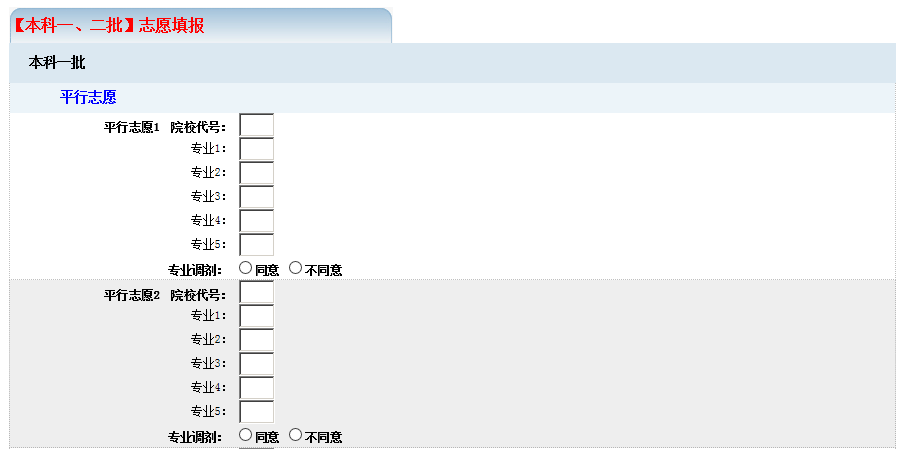 【本科一、二批】志愿填报
本科一批
平行志愿
平行志愿1 院校代号：
专业1：
专业2：
专业3：
专业4：
专业5：
专业调剂： 同意 不同意
平行志愿2 院校代号：
专业1：
专业2：
专业3：
专业4：
专业5：
专业调剂： 同意 不同意